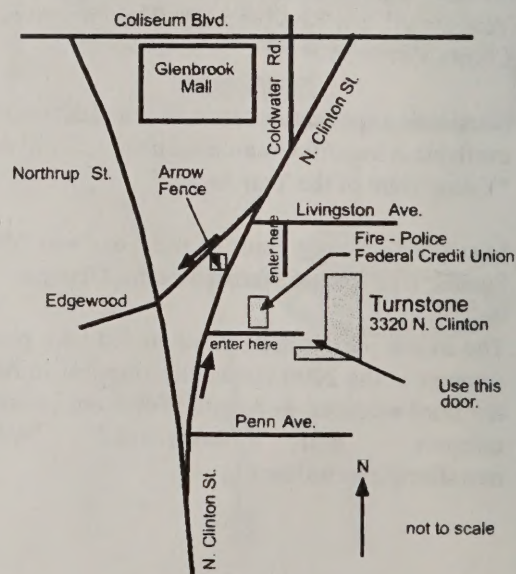 Coliseum Blvd.
Glenbrook
Mall
Coldwater Rd.
N. Clinton St.
Northrup St.
Arrow
Fence
Livingston Ave.
enter here
Fire - Police
Federal Credit Union
Edgewood
Turnstone
3320 N. Clinton
enter here
Use this
door.
Penn Ave.
N
N. Clinton St.
not to scale